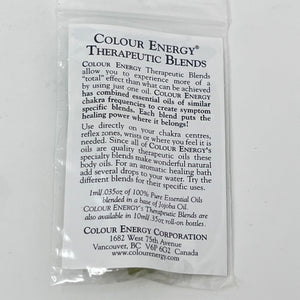 COLOUR ENERGY®
THERAPEUTIC BLENDS
COLOUR ENERGY Therapeutic Blends
allow you to experience more of a
"total" effect than what can be achieved
by using just one oil. COLOUR ENERGY
has combined essential oils of similar
chakra frequencies to create symptom
specific blends. Each blend puts the
healing power where it belongs!
Use directly on your chakra centres,
reflex zones, wrists or where you feel it is
needed. Since all of COLOUR ENERGY'S
oils are quality therapeutic oils these
specialty blends make wonderful natural
body oils. For an aromatic healing bath
add several drops to your water. Try the
different blends for their specific uses.
1ml/.035oz of 100% Pure Essential Oils
blended in a base of Jojoba Oil.
COLOUR ENERGY'S Therapeutic Blends are
also available in 10ml/.35oz roll-on bottles.
COLOUR ENERGY CORPORATION
1682 West 75th Avenue
Vancouver, BC V6P 6G2 Canada
www.colourenergy.com